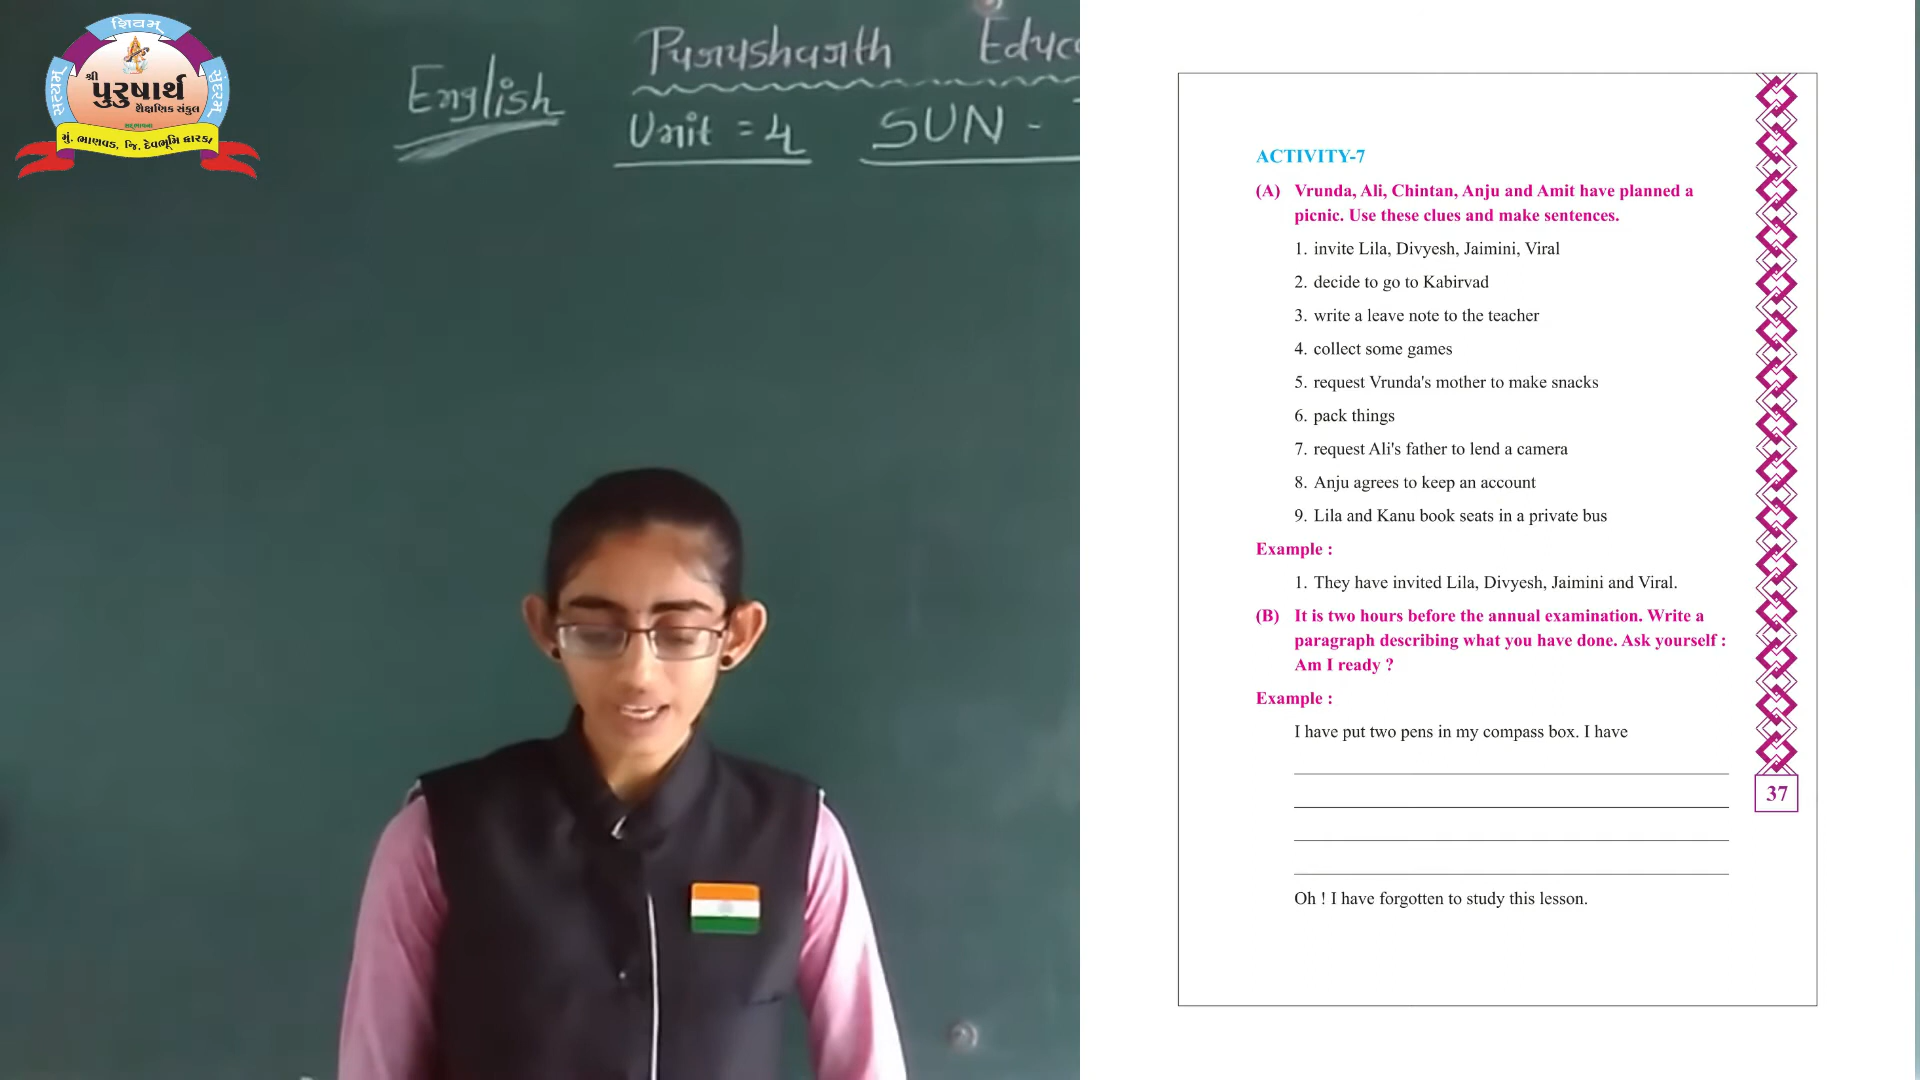 શિવમ્
સત્યમ્
સુંદરમ્
શ્રી
પુરુષાર્થ
શૈક્ષણિક સંકુલ
મું. ભાણવડ, જિ. દેવભૂમિ દ્વારકા
Purusharth Educa
English
Unit = 4 SUN -
ACTIVITY-7
(A) Vrunda, Ali, Chintan, Anju and Amit have planned a
picnic. Use these clues and make sentences.
1. invite Lila, Divyesh, Jaimini, Viral
2. decide to go to Kabirvad
3. write a leave note to the teacher
4. collect some games
5. request Vrunda's mother to make snacks
6. pack things
7. request Ali's father to lend a camera
8. Anju agrees to keep an account
9. Lila and Kanu book seats in a private bus
Example :
1. They have invited Lila, Divyesh, Jaimini and Viral.
(B) It is two hours before the annual examination. Write a
paragraph describing what you have done. Ask yourself :
Am I ready ?
Example :
I have put two pens in my compass box. I have
Oh ! I have forgotten to study this lesson.
37